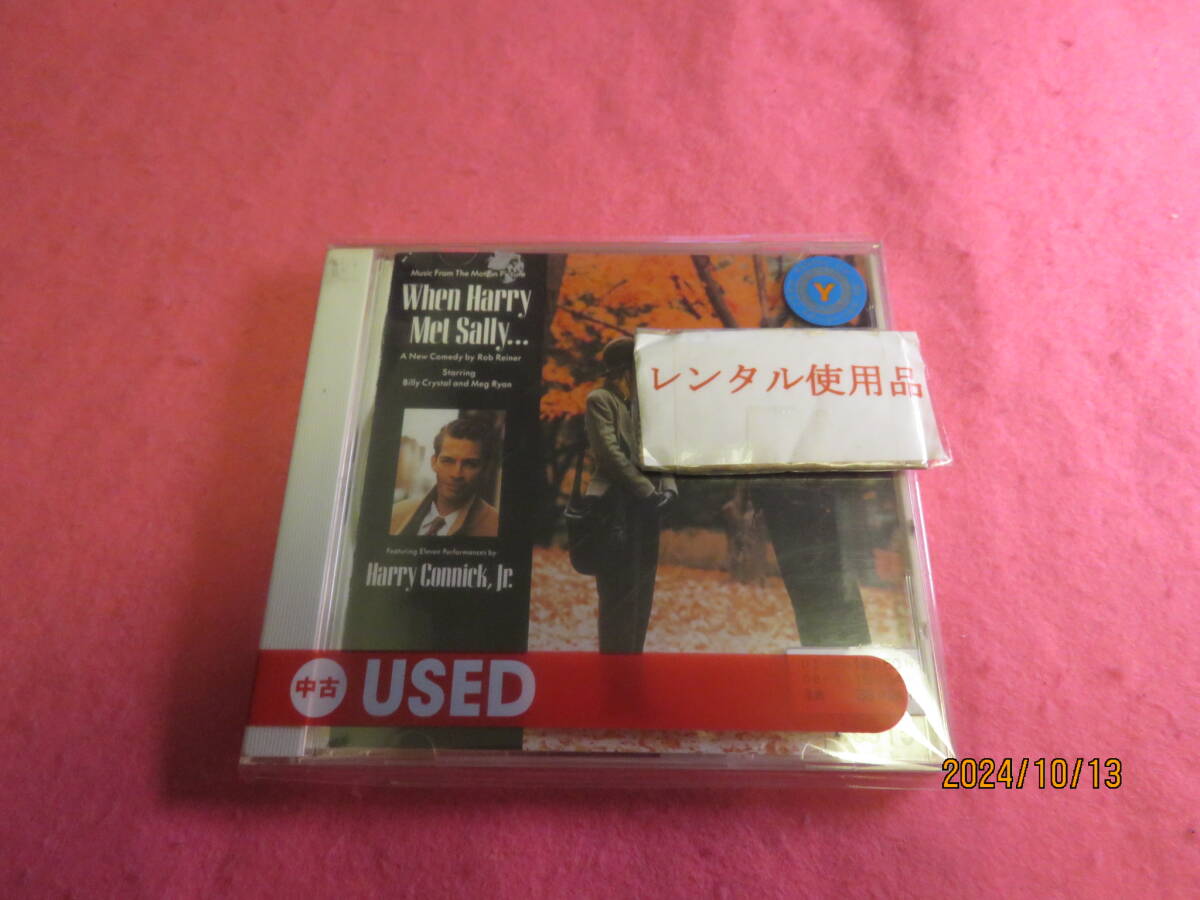 Music From The Motion Picture
When Harry
Met Sally...
A New Comedy by Rob Reiner
Starring
Billy Crystal and Meg Ryan
Y
レンタル使用品
Featuring Eleven Performances by
Harry Connick, Jr.
中古 USED
2024/10/13